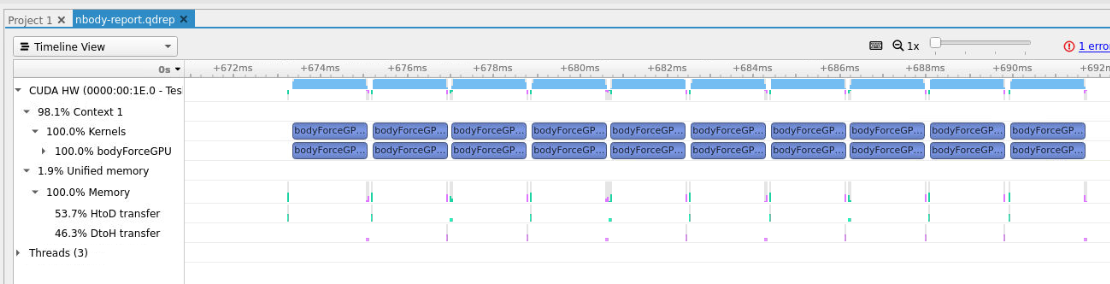 Project 1 × nbody-report.qdrep ×
Timeline View 1x 1 erro
0s +672ms +674ms +676ms +678ms +680ms +682ms +684ms +686ms +688ms +690ms +692m
CUDA HW (0000:00:1E.0 - Tes
98.1% Context 1
100.0% Kernels bodyForceGP... bodyForceGP... bodyForceGP... bodyForceGP... bodyForceGP... bodyForceGP... bodyForceGP... bodyForceGP... bodyForceGP... bodyForceGP...
100.0% bodyForceGPU bodyForceGP... bodyForceGP... bodyForceGP... bodyForceGP... bodyForceGP... bodyForceGP... bodyForceGP... bodyForceGP... bodyForceGP... bodyForceGP...
1.9% Unified memory
100.0% Memory
53.7% HtoD transfer
46.3% DtoH transfer
Threads (3)